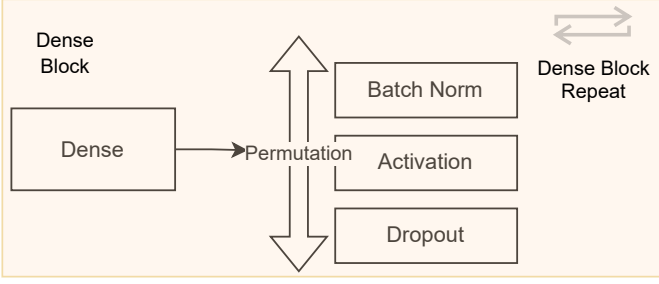 Dense
Block
Dense
Permutation
Batch Norm
Activation
Dropout
Dense Block
Repeat